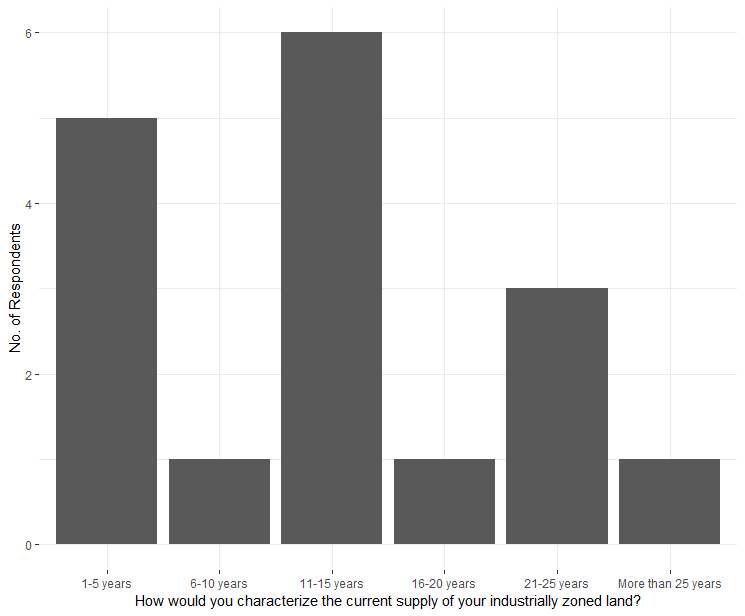 No. of Respondents
6
4
2
0
1-5 years 6-10 years 11-15 years 16-20 years 21-25 years More than 25 years
How would you characterize the current supply of your industrially zoned land?